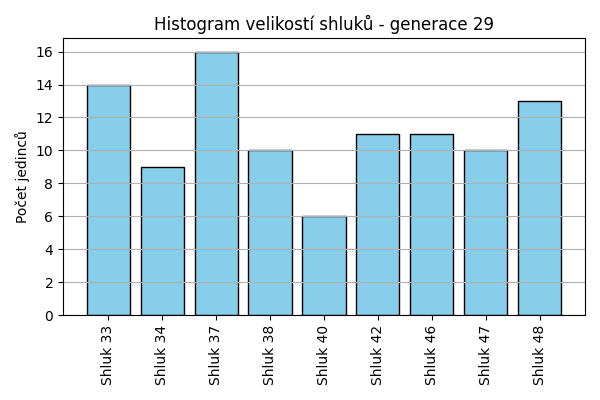 Histogram velikostí shluků - generace 29
Počet jedinců
16
14
12
10
8
6
4
2
0
Shluk 33
Shluk 34
Shluk 37
Shluk 38
Shluk 40
Shluk 42
Shluk 46
Shluk 47
Shluk 48